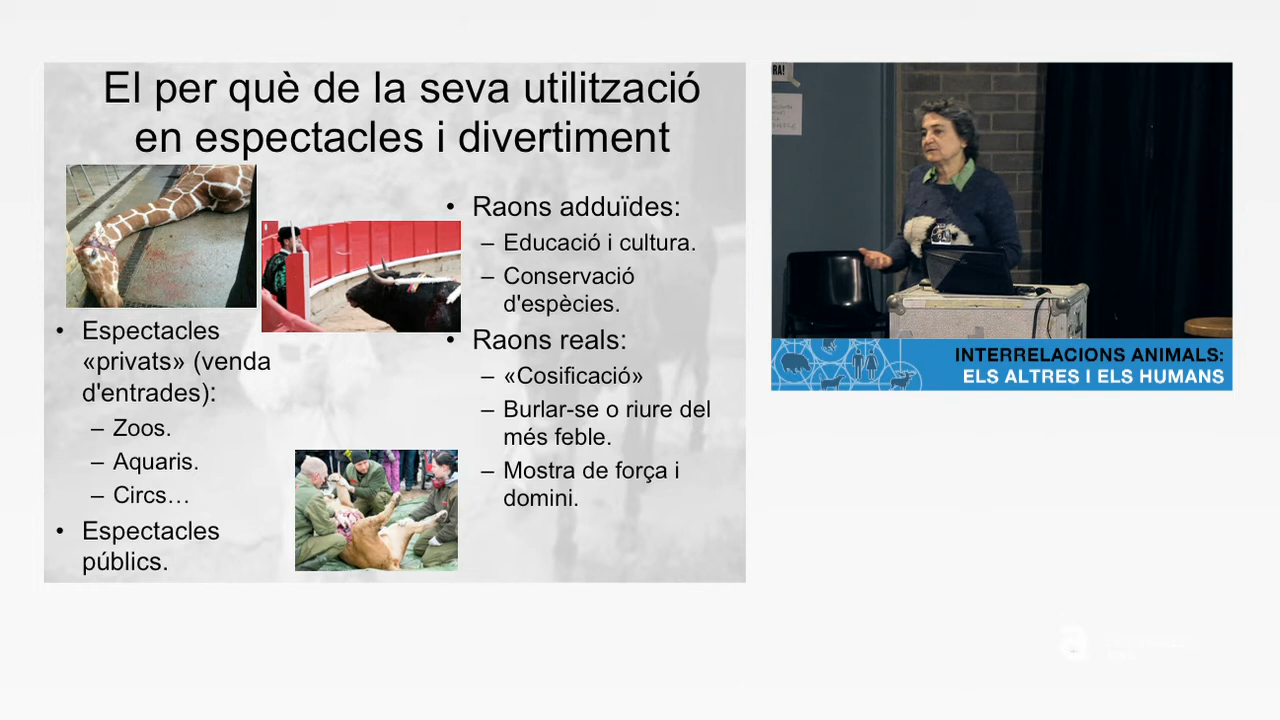 El per què de la seva utilització
en espectacles i divertiment
• Espectacles
«privats» (venda
d'entrades):
– Zoos.
– Aquaris.
– Circs…
• Espectacles
públics.
• Raons adduïdes:
– Educació i cultura.
– Conservació
d'espècies.
• Raons reals:
– «Cosificació»
– Burlar-se o riure del
més feble.
– Mostra de força i
domini.
RA!
INTERRELACIONS ANIMALS:
ELS ALTRES I ELS HUMANS